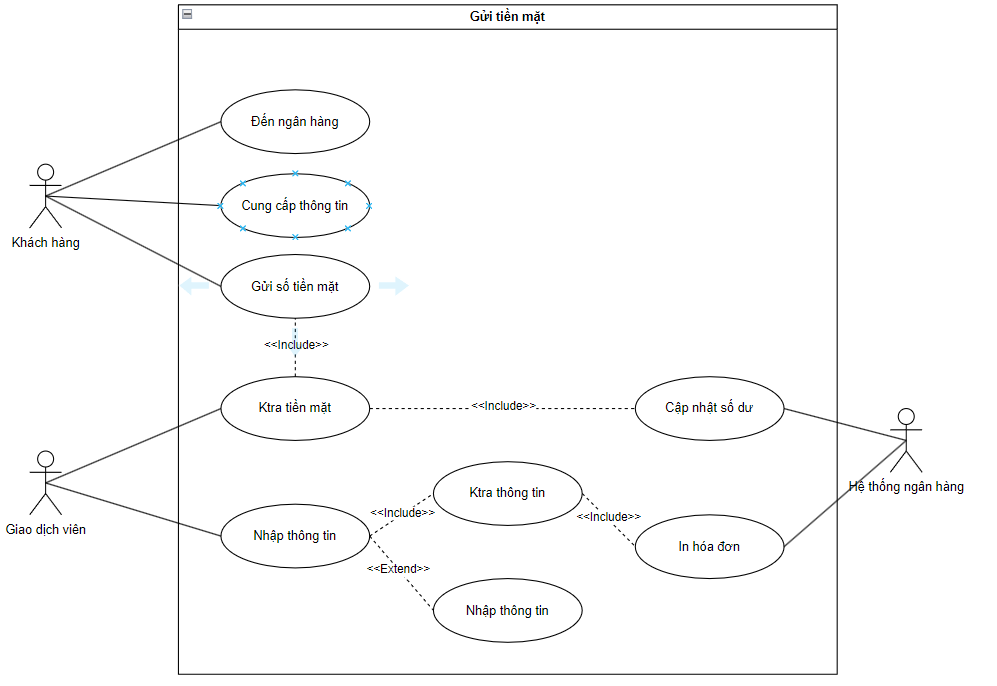 Gửi tiền mặt
Đến ngân hàng
Cung cấp thông tin
Khách hàng
Gửi số tiền mặt
<<Include>>
Ktra tiền mặt
<<Include>>
Cập nhật số dư
Giao dịch viên
Hệ thống ngân hàng
Ktra thông tin
<<Include>>
<<Include>>
Nhập thông tin
In hóa đơn
<<Extend>>
Nhập thông tin